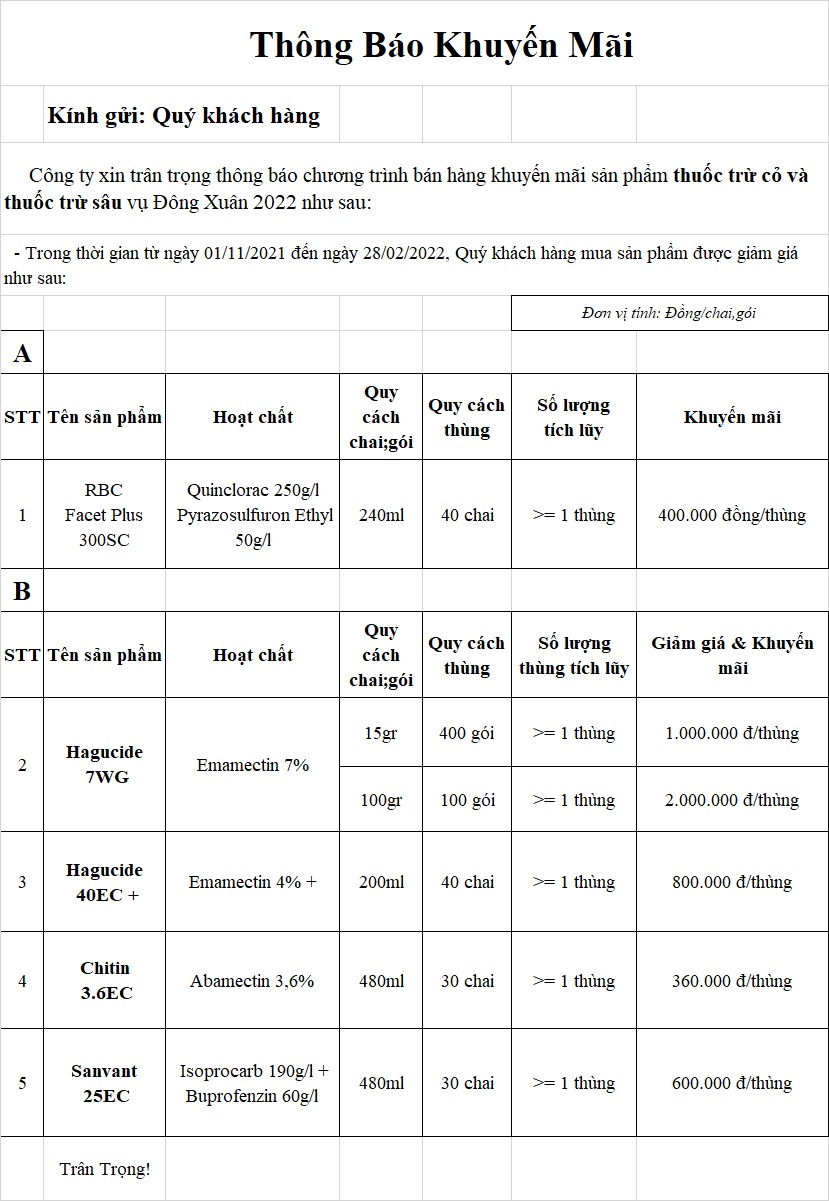 Thông Báo Khuyến Mãi
Kính gửi: Quý khách hàng
Công ty xin trân trọng thông báo chương trình bán hàng khuyến mãi sản phẩm thuốc trừ cỏ và
thuốc trừ sâu vụ Đông Xuân 2022 như sau:
- Trong thời gian từ ngày 01/11/2021 đến ngày 28/02/2022, Quý khách hàng mua sản phẩm được giảm giá
như sau:
Đơn vị tính: Đồng/chai,gói
A
STT Tên sản phẩm Hoạt chất Quy cách chai;gói Quy cách thùng Số lượng tích lũy Khuyến mãi
1 RBC Facet Plus 300SC Quinclorac 250g/l Pyrazosulfuron Ethyl 50g/l 240ml 40 chai >= 1 thùng 400.000 đồng/thùng
B
STT Tên sản phẩm Hoạt chất Quy cách chai;gói Quy cách thùng Số lượng thùng tích lũy Giảm giá & Khuyến mãi
2 Hagucide 7WG Emamectin 7% 15gr 400 gói >= 1 thùng 1.000.000 đ/thùng
100gr 100 gói >= 1 thùng 2.000.000 đ/thùng
3 Hagucide 40EC + Emamectin 4% + 200ml 40 chai >= 1 thùng 800.000 đ/thùng
4 Chitin 3.6EC Abamectin 3,6% 480ml 30 chai >= 1 thùng 360.000 đ/thùng
5 Sanvant 25EC Isoprocarb 190g/l + Buprofenzin 60g/l 480ml 30 chai >= 1 thùng 600.000 đ/thùng
Trân Trọng!